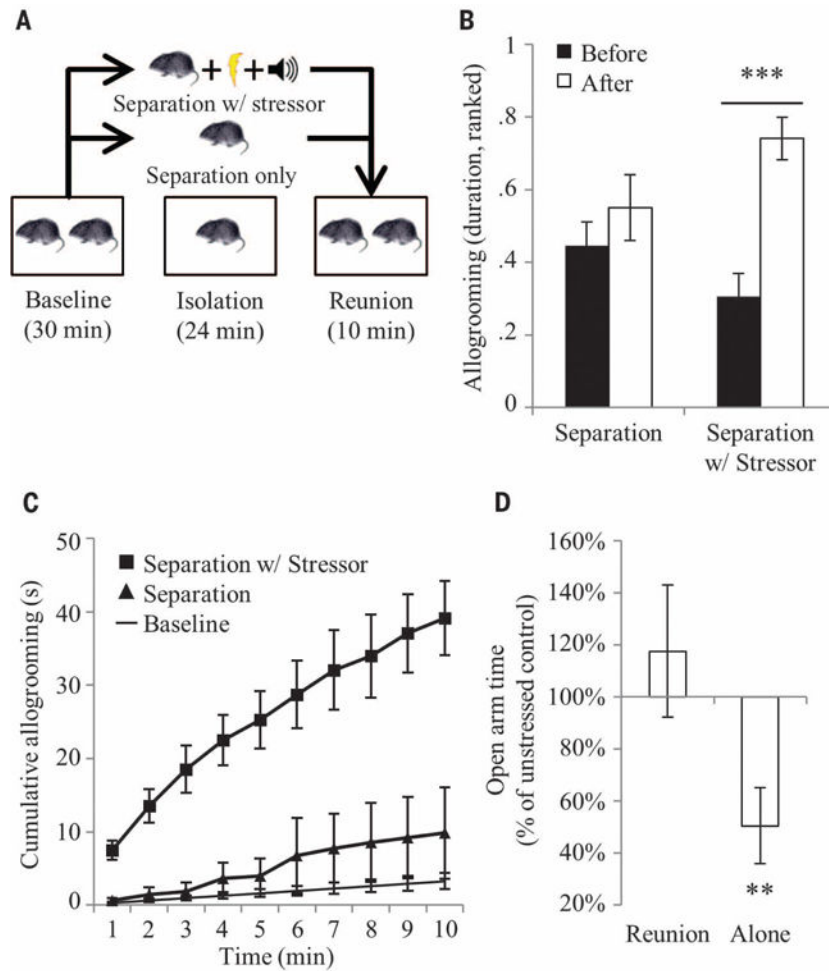 A
+ +
Separation w/ stressor
Separation only
Baseline
(30 min)
Isolation
(24 min)
Reunion
(10 min)
B
Allogrooming (duration, ranked)
1
.8
.6
.4
.2
0
Before
After
***
Separation
Separation
w/ Stressor
C
Cumulative allogrooming (s)
50
40
30
20
10
0
Separation w/ Stressor
Separation
Baseline
1 2 3 4 5 6 7 8 9 10
Time (min)
D
Open arm time
(% of unstressed control)
160%
140%
120%
100%
80%
60%
40%
20%
**
Reunion Alone